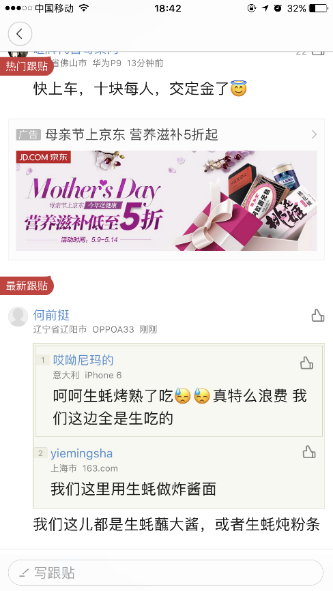 中国移动 18:42 32%
22
省佛山市 华为P9 13分钟前
热门跟贴
快上车，十块每人，交定金了😇
广告 母亲节上京东 营养滋补5折起
JD.COM 京东
Mother's Day
母亲节上京东 今年送健康
营养滋补低至5折
活动时间：5.9-5.14
最新跟贴
何前挺
辽宁省辽阳市 OPPOA33 刚刚
1 哎呦尼玛的
意大利 iPhone 6
呵呵生蚝烤熟了吃😓😓真特么浪费 我
们这边全是生吃的
2 yiemingsha
上海市 163.com
我们这里用生蚝做炸酱面
我们这儿都是生蚝蘸大酱，或者生蚝炖粉条
写跟贴